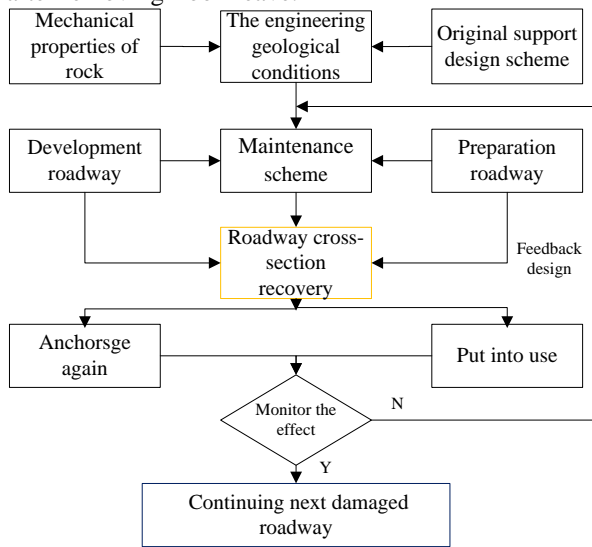 Mechanical
properties of
rock
The engineering
geological
conditions
Original support
design scheme
Development
roadway
Maintenance
scheme
Preparation
roadway
Roadway cross-
section
recovery
Feedback
design
Anchorsge
again
Put into use
Monitor the
effect
N
Y
Continuing next damaged
roadway